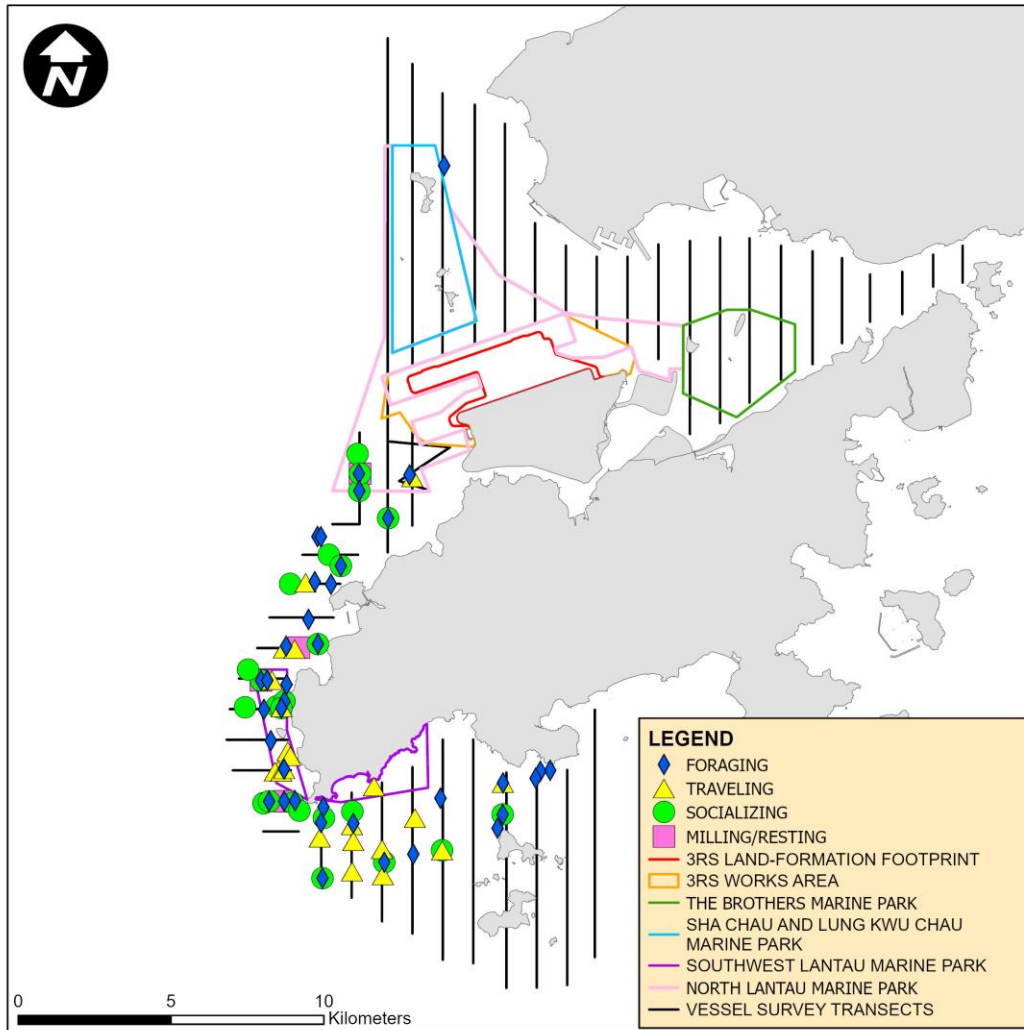 N
LEGEND
FORAGING
TRAVELING
SOCIALIZING
MILLING/RESTING
3RS LAND-FORMATION FOOTPRINT
3RS WORKS AREA
THE BROTHERS MARINE PARK
SHA CHAU AND LUNG KWU CHAU
MARINE PARK
SOUTHWEST LANTAU MARINE PARK
NORTH LANTAU MARINE PARK
VESSEL SURVEY TRANSECTS
0 5 10
Kilometers